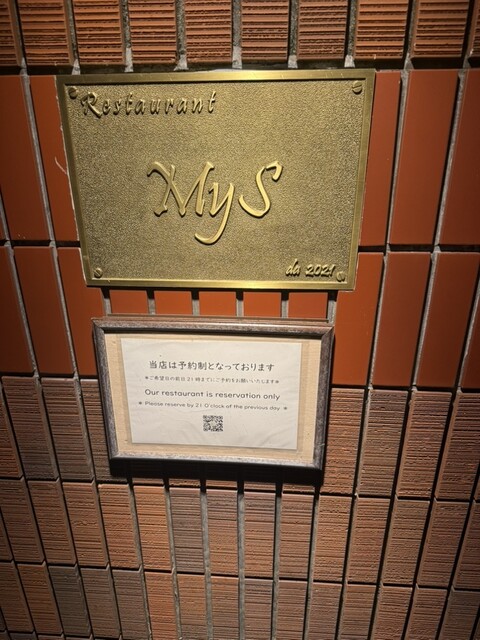 Restaurant
MyS
da 2021
当店は予約制となっております
※ご希望日の前日21時までにご予約をお願いいたします※
Our restaurant is reservation only
※ Please reserve by 21 O'clock of the previous day ※